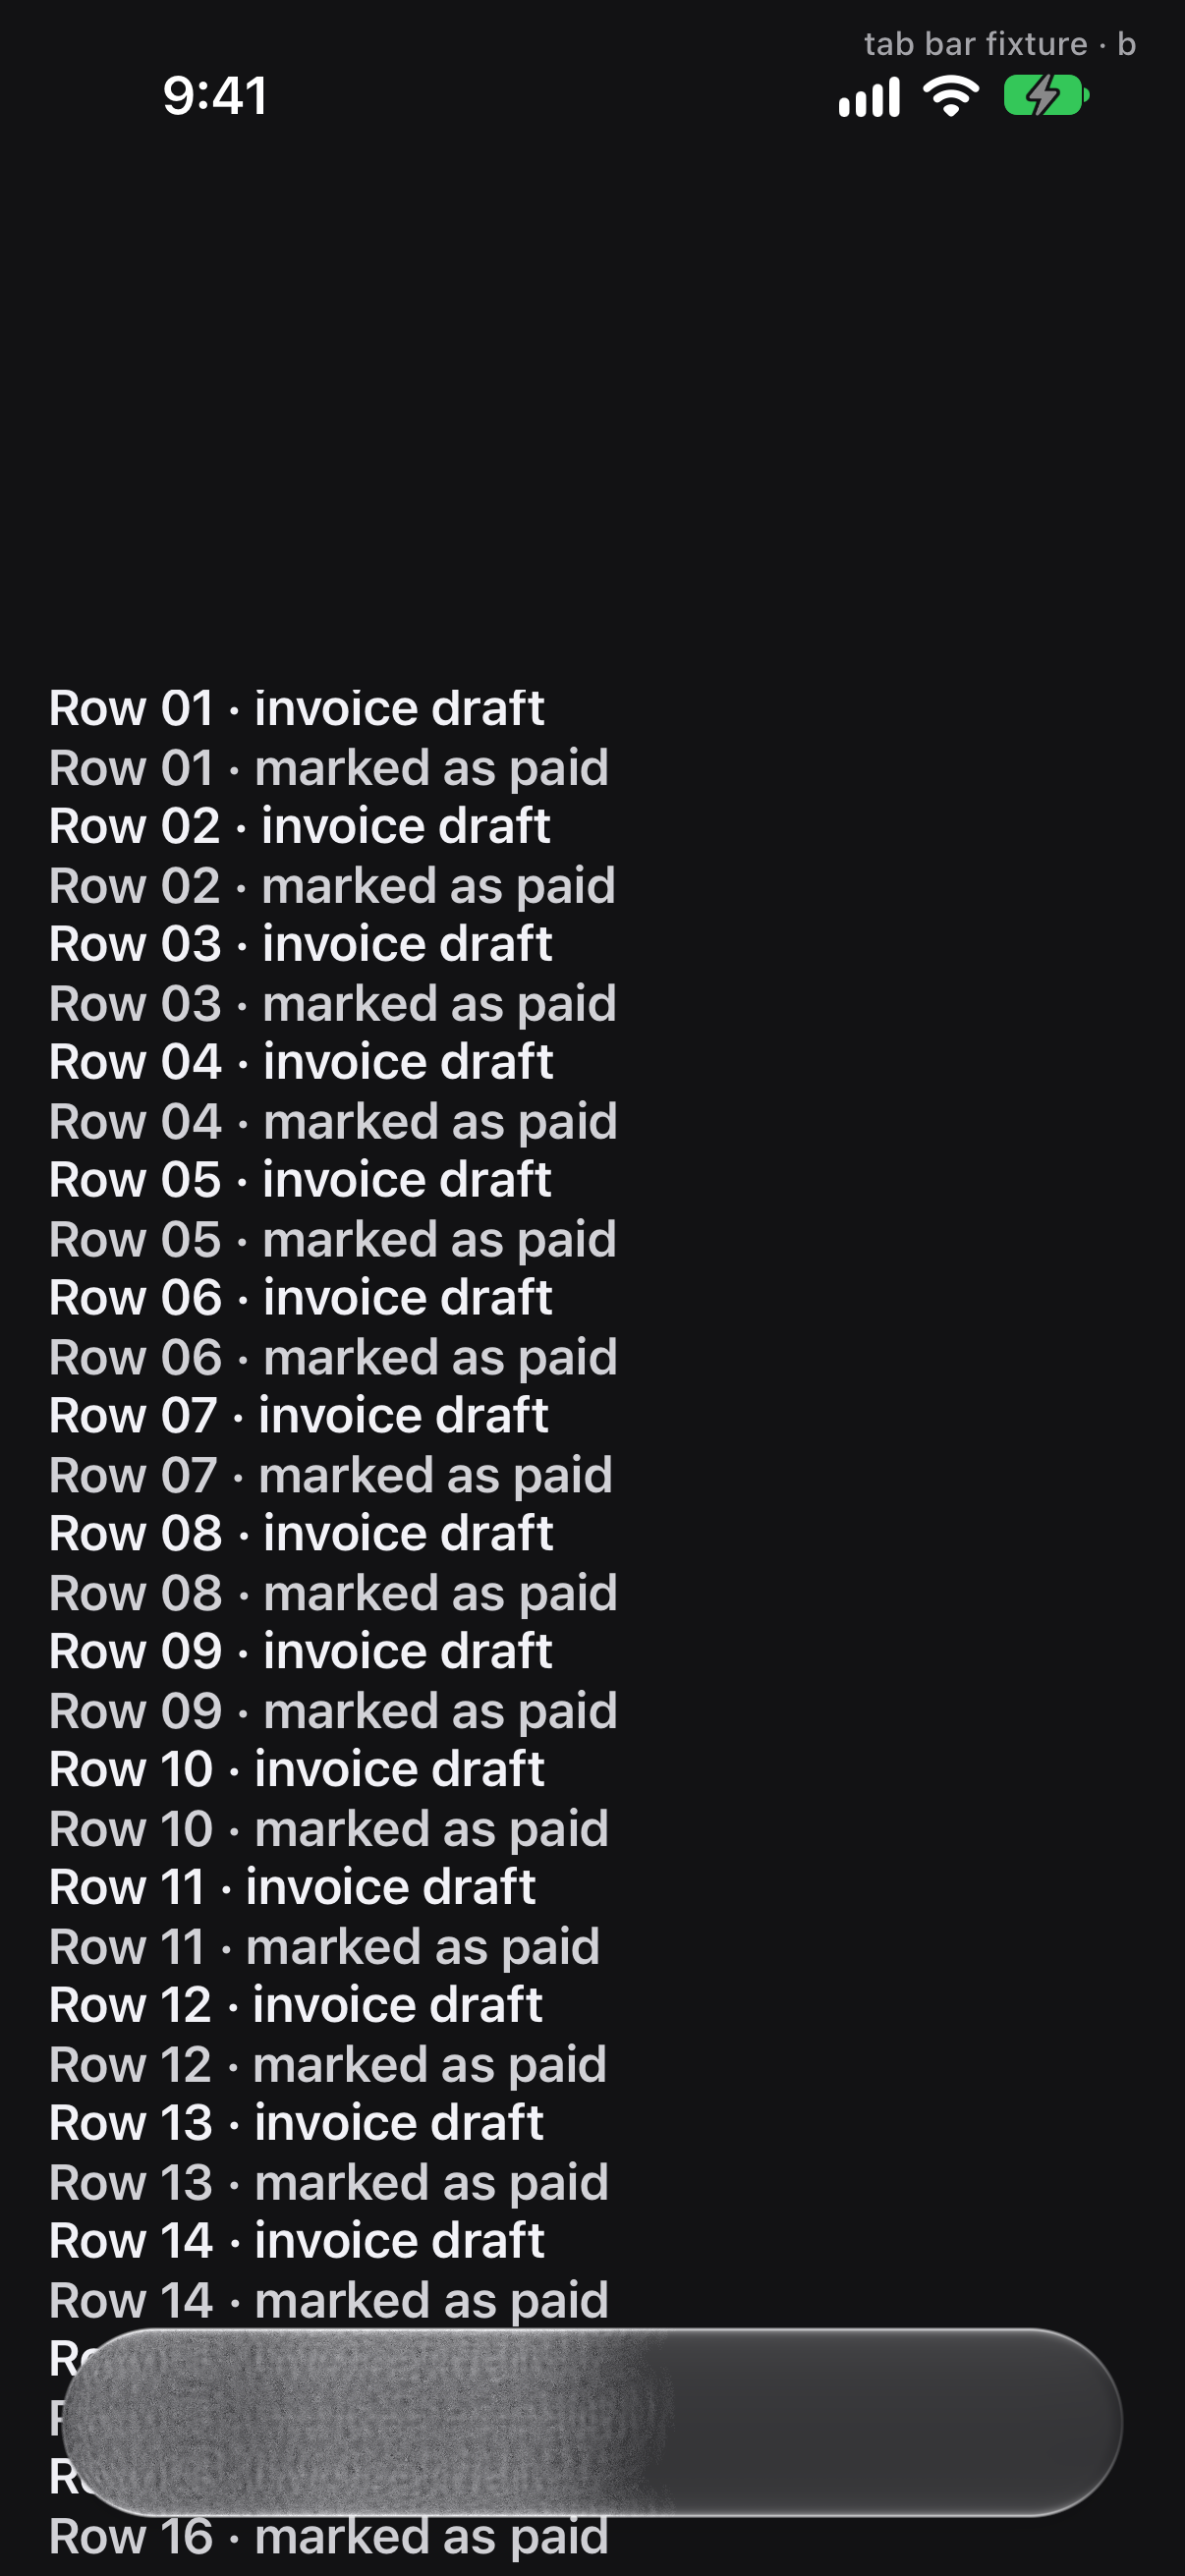 tab bar fixture · b
9:41
Row 01 · invoice draft
Row 01 · marked as paid
Row 02 · invoice draft
Row 02 · marked as paid
Row 03 · invoice draft
Row 03 · marked as paid
Row 04 · invoice draft
Row 04 · marked as paid
Row 05 · invoice draft
Row 05 · marked as paid
Row 06 · invoice draft
Row 06 · marked as paid
Row 07 · invoice draft
Row 07 · marked as paid
Row 08 · invoice draft
Row 08 · marked as paid
Row 09 · invoice draft
Row 09 · marked as paid
Row 10 · invoice draft
Row 10 · marked as paid
Row 11 · invoice draft
Row 11 · marked as paid
Row 12 · invoice draft
Row 12 · marked as paid
Row 13 · invoice draft
Row 13 · marked as paid
Row 14 · invoice draft
Row 14 · marked as paid
Row 16 · marked as paid